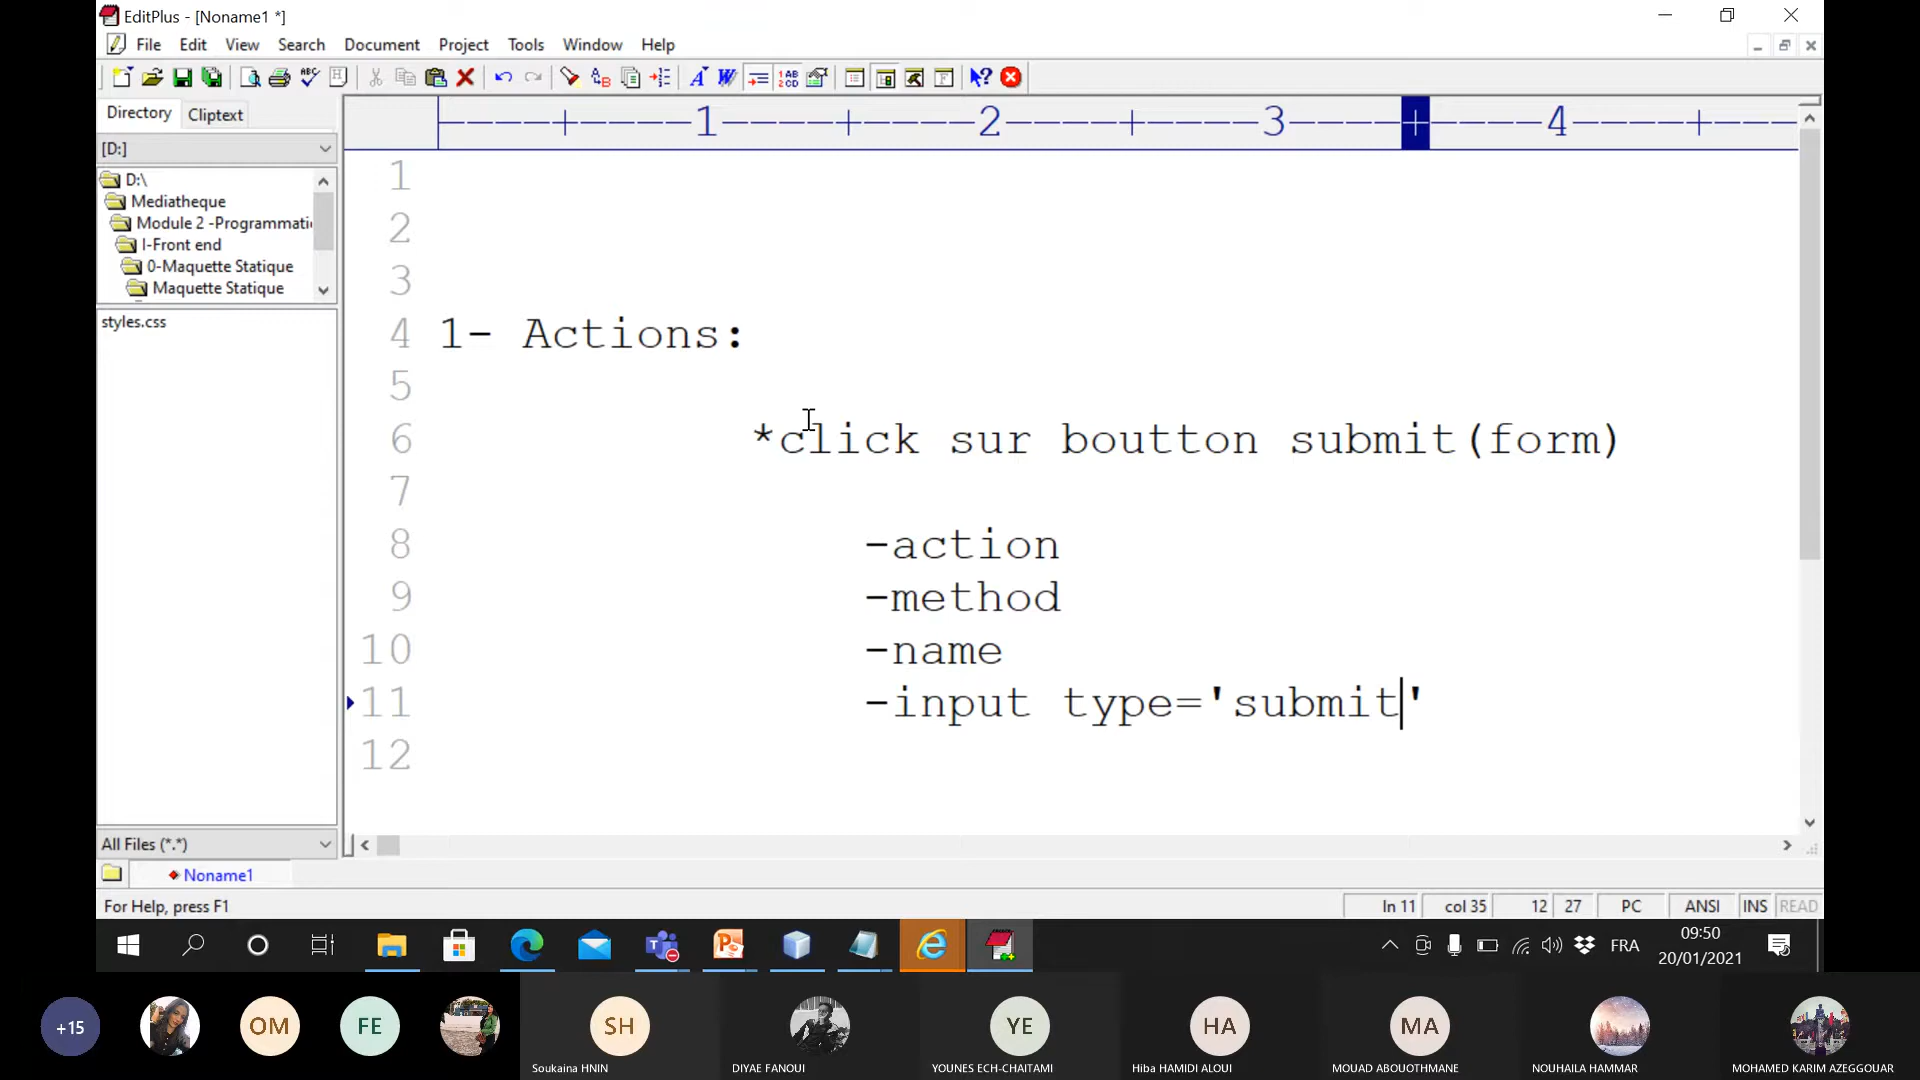 EditPlus - [Noname1 *]
File Edit View Search Document Project Tools Window Help
Directory Cliptext
[D:]
D:\
Mediatheque
Module 2 -Programmati
I-Front end
0-Maquette Statique
Maquette Statique
styles.css
All Files (*.*)
----+----1----+----2----+----3----+----4----+---
1
2
3
4 1- Actions:
5
6 *click sur boutton submit(form)
7
8 -action
9 -method
10 -name
11 -input type='submit'
12
Noname1
For Help, press F1
ln 11 col 35 12 27 PC ANSI INS READ
FRA
09:50
20/01/2021
+15 OM FE SH YE HA MA
Soukaina HNIN DIYAE FANOUI YOUNES ECH-CHAITAMI Hiba HAMIDI ALOUI MOUAD ABOUOTHMANE NOUHAILA HAMMAR MOHAMED KARIM AZEGGOUAR